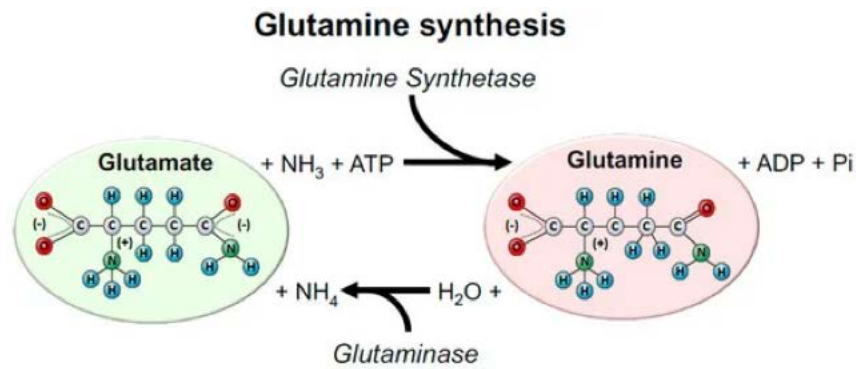 Glutamine synthesis
Glutamine Synthetase
Glutamate + NH₃ + ATP Glutamine + ADP + Pi
O H H H O H H H O
(-) C C C C C (-) (-) C C C C C
O (+) H H N O (+) H H H N
N H H N H H
H H H H H H
+ NH₄ H₂O +
Glutaminase